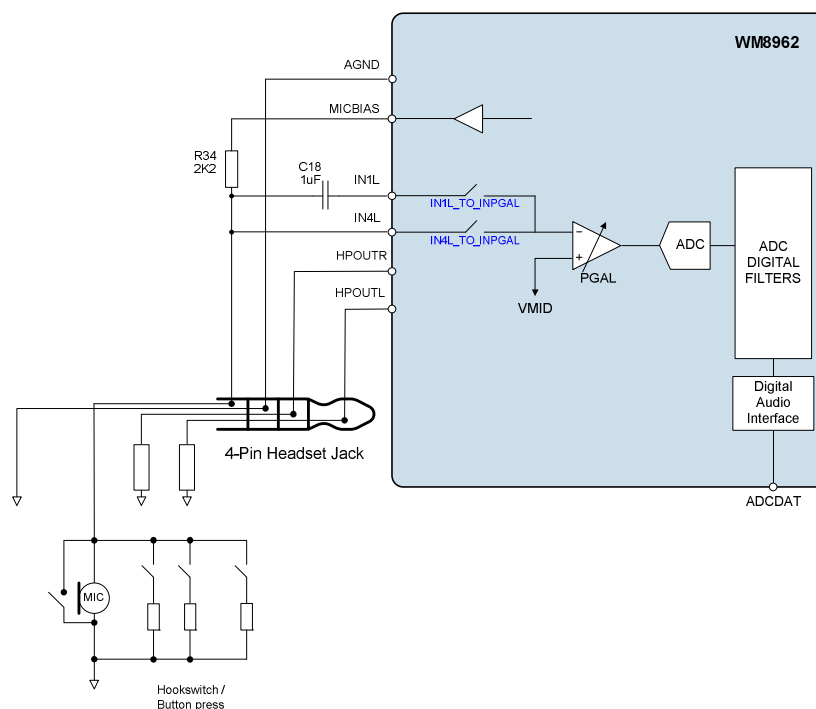 WM8962
AGND
MICBIAS
R34
2K2
C18
1uF
IN1L
IN1L_TO_INPGAL
IN4L
IN4L_TO_INPGAL
HPOUTR
HPOUTL
−
+
PGAL
VMID
ADC
ADC
DIGITAL
FILTERS
Digital
Audio
Interface
ADCDAT
4-Pin Headset Jack
MIC
Hookswitch /
Button press